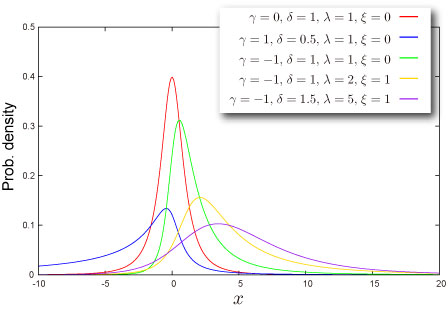 γ = 0, δ = 1, λ = 1, ξ = 0
γ = 1, δ = 0.5, λ = 1, ξ = 0
γ = −1, δ = 1, λ = 1, ξ = 0
γ = −1, δ = 1, λ = 2, ξ = 1
γ = −1, δ = 1.5, λ = 5, ξ = 1
0.5
0.4
0.3
0.2
0.1
0
Prob. density
-10 -5 0 5 10 15 20
x